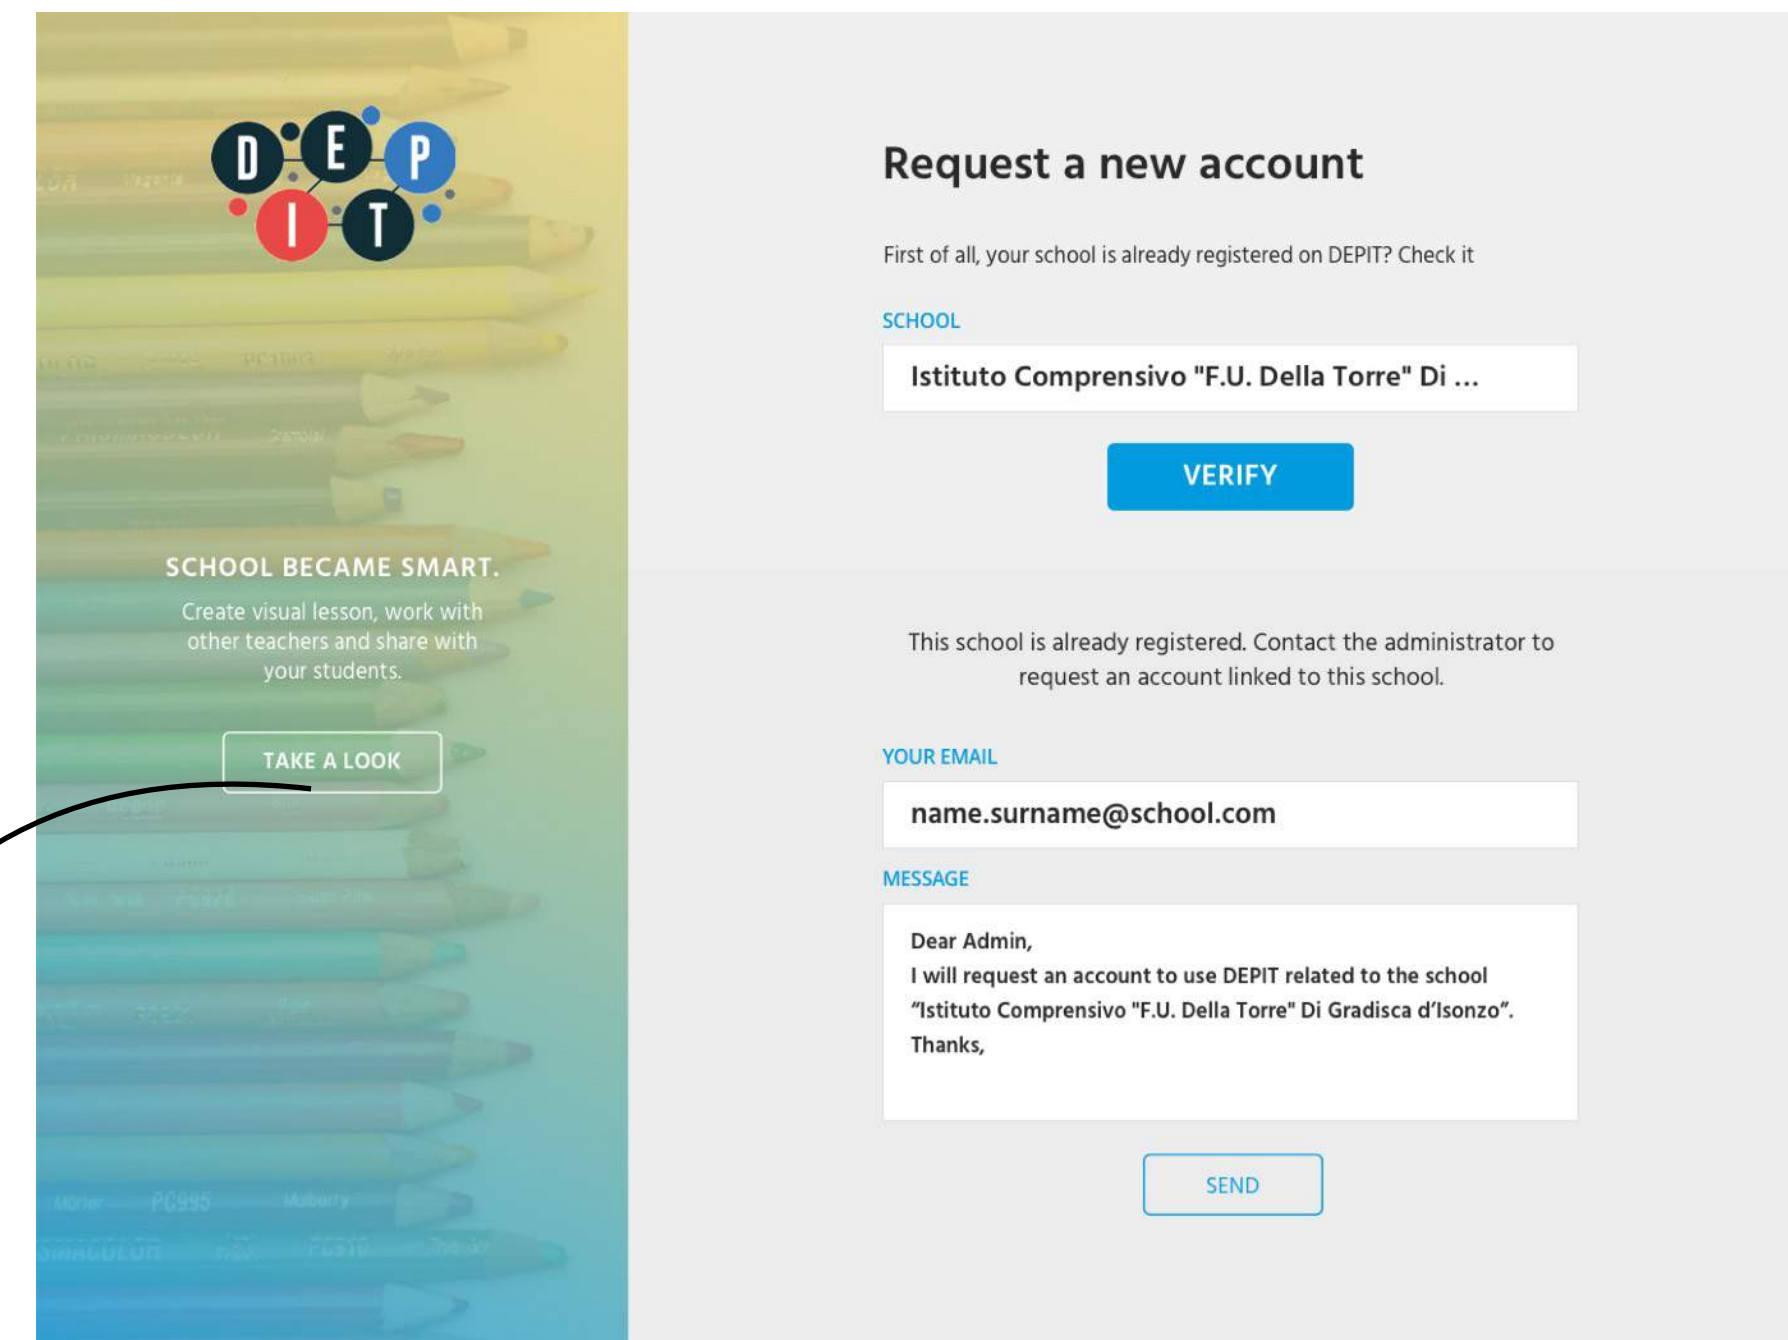 DEP
IT
SCHOOL BECAME SMART.
Create visual lesson, work with
other teachers and share with
your students.
TAKE A LOOK
Request a new account
First of all, your school is already registered on DEPIT? Check it
SCHOOL
Istituto Comprensivo "F.U. Della Torre" Di ...
VERIFY
This school is already registered. Contact the administrator to
request an account linked to this school.
YOUR EMAIL
name.surname@school.com
MESSAGE
Dear Admin,
I will request an account to use DEPIT related to the school
“Istituto Comprensivo "F.U. Della Torre" Di Gradisca d’Isonzo”.
Thanks,
SEND
PC995
Mulberry